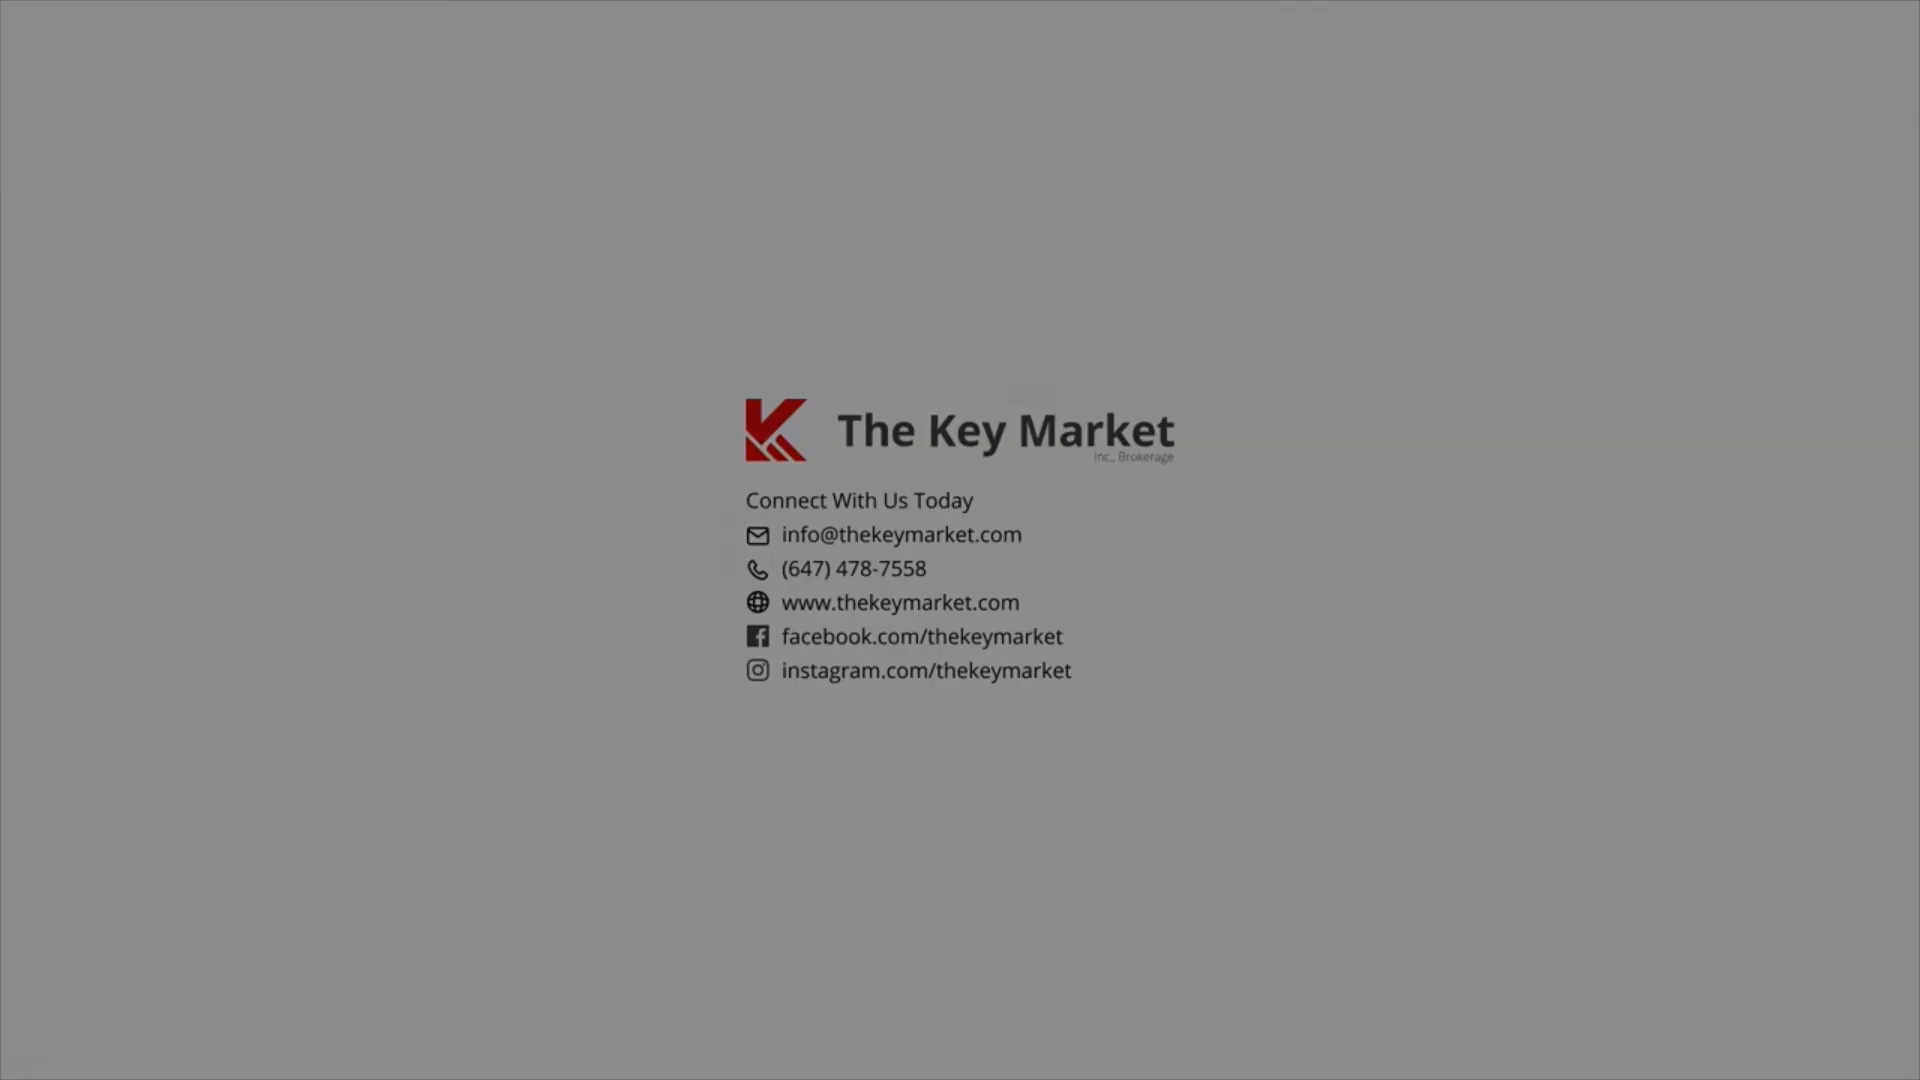 The Key Market
Inc., Brokerage
Connect With Us Today
info@thekeymarket.com
(647) 478-7558
www.thekeymarket.com
facebook.com/thekeymarket
instagram.com/thekeymarket